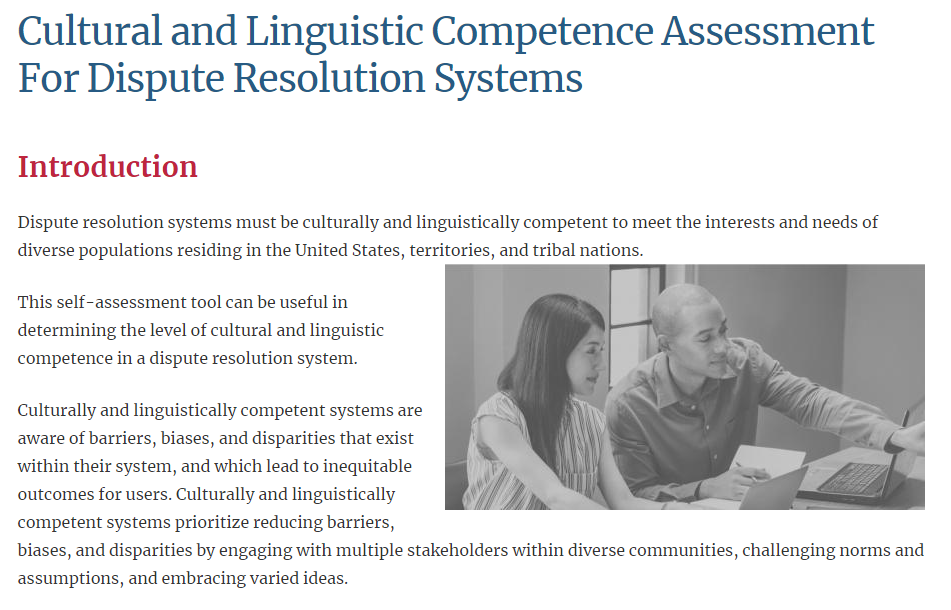 Cultural and Linguistic Competence Assessment
For Dispute Resolution Systems
Introduction
Dispute resolution systems must be culturally and linguistically competent to meet the interests and needs of
diverse populations residing in the United States, territories, and tribal nations.
This self-assessment tool can be useful in
determining the level of cultural and linguistic
competence in a dispute resolution system.
Culturally and linguistically competent systems are
aware of barriers, biases, and disparities that exist
within their system, and which lead to inequitable
outcomes for users. Culturally and linguistically
competent systems prioritize reducing barriers,
biases, and disparities by engaging with multiple stakeholders within diverse communities, challenging norms and
assumptions, and embracing varied ideas.